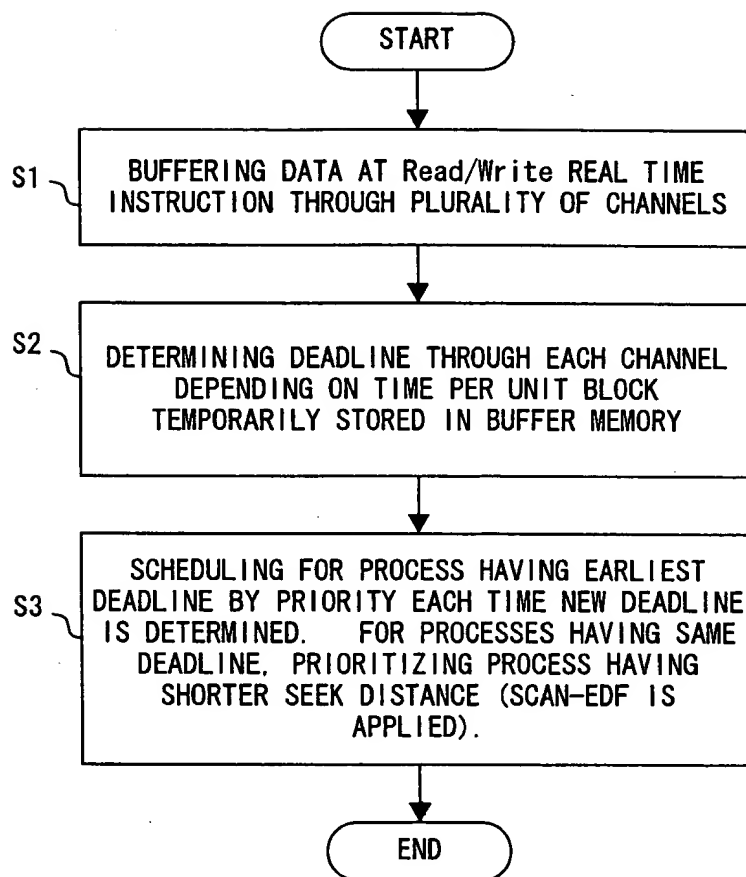 START
S1
BUFFERING DATA AT Read/Write REAL TIME
INSTRUCTION THROUGH PLURALITY OF CHANNELS
S2
DETERMINING DEADLINE THROUGH EACH CHANNEL
DEPENDING ON TIME PER UNIT BLOCK
TEMPORARILY STORED IN BUFFER MEMORY
S3
SCHEDULING FOR PROCESS HAVING EARLIEST
DEADLINE BY PRIORITY EACH TIME NEW DEADLINE
IS DETERMINED. FOR PROCESSES HAVING SAME
DEADLINE, PRIORITIZING PROCESS HAVING
SHORTER SEEK DISTANCE (SCAN-EDF IS
APPLIED).
END